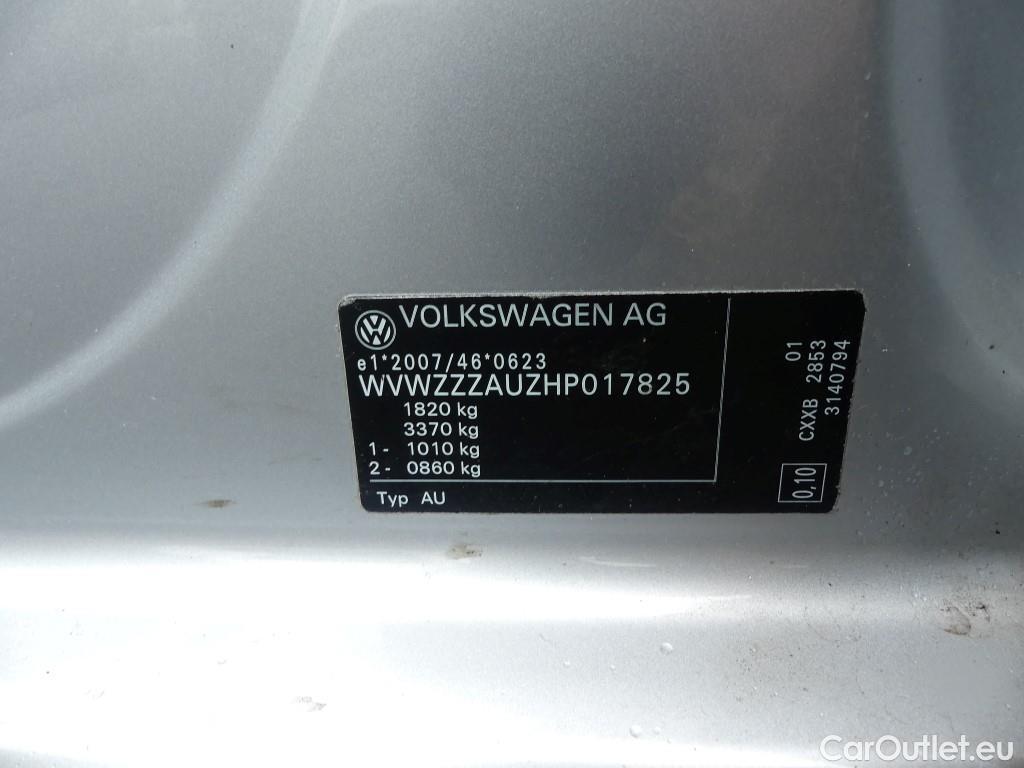 VOLKSWAGEN AG
e1*2007/46*0623
WVWZZZAUZHP017825
1820 kg
3370 kg
1- 1010 kg
2- 0860 kg
Typ AU
01
CXXB 2853
3140794
0,10
CarOutlet.eu